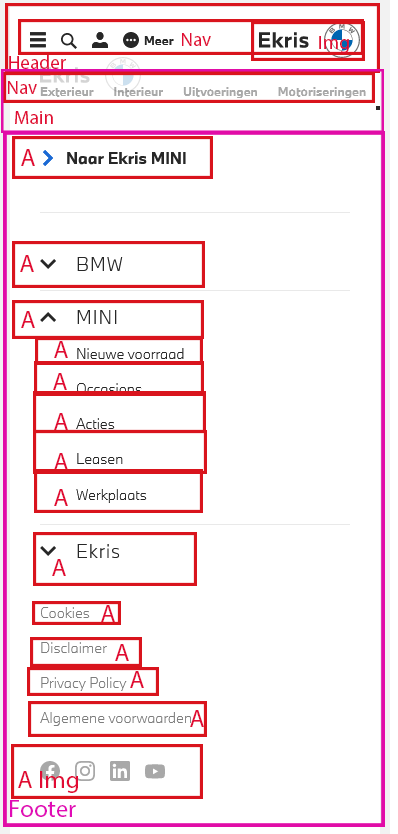 Meer Nav Ekris Img
Header
Ekris
Nav
Exterieur Interieur Uitvoeringen Motoriseringen
Main
A Naar Ekris MINI
A BMW
A MINI
A Nieuwe voorraad
A Occasions
A Acties
A Leasen
A Werkplaats
Ekris
A
Cookies A
Disclaimer A
Privacy Policy A
Algemene voorwaarden A
A Img
Footer